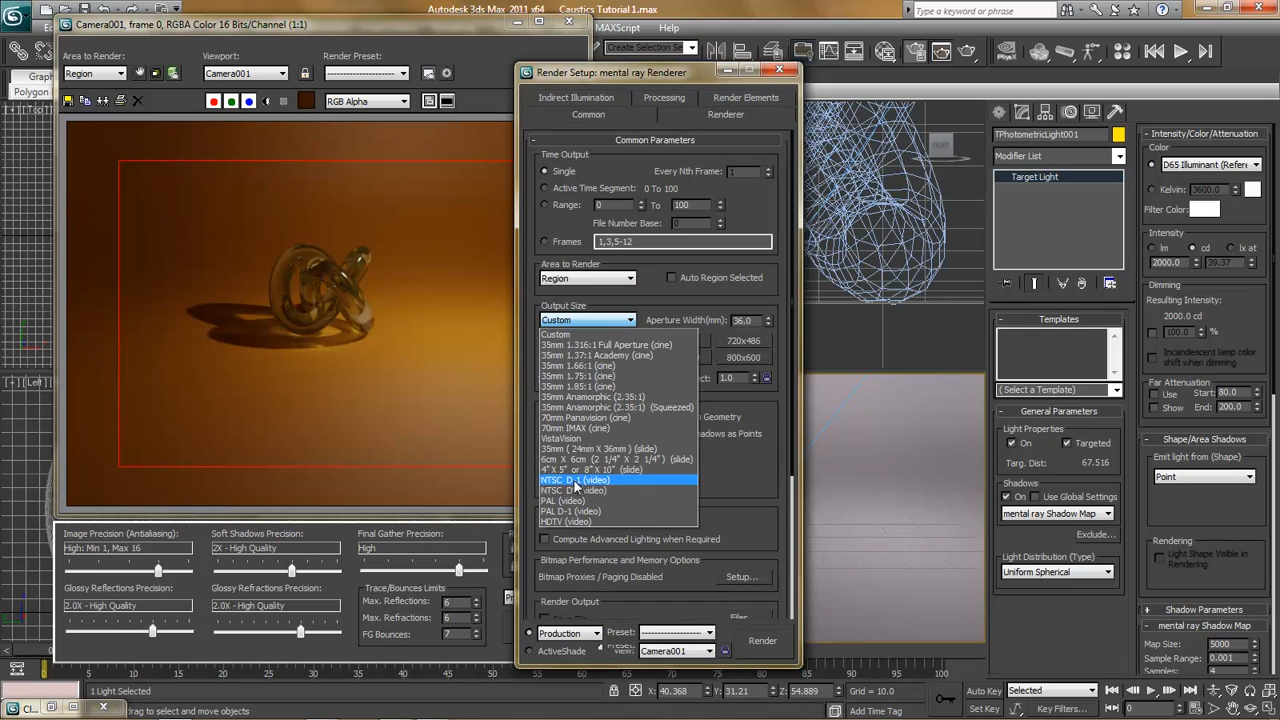 Autodesk 3ds Max 2011 x64
Caustics Tutorial 1.max
Type a keyword or phrase
Camera001, frame 0, RGBA Color 16 Bits/Channel (1:1)
MAXScript
Help
Create Selection Se
Area to Render:
Viewport:
Render Preset:
Region
Camera001
RGB Alpha
Polygon
Render Setup: mental ray Renderer
Indirect Illumination
Processing
Render Elements
Common
Renderer
Common Parameters
Time Output
Single
Every Nth Frame:
1
Active Time Segment:
0 To 100
Range:
0
To
100
File Number Base:
0
Frames
1,3,5-12
Area to Render
Region
Auto Region Selected
Output Size
Custom
Aperture Width(mm):
36.0
Custom
35mm 1.316:1 Full Aperture (cine)
35mm 1.37:1 Academy (cine)
35mm 1.66:1 (cine)
35mm 1.75:1 (cine)
35mm 1.85:1 (cine)
35mm Anamorphic (2.35:1)
35mm Anamorphic (2.35:1) (Squeezed)
70mm Panavision (cine)
70mm IMAX (cine)
VistaVision
35mm ( 24mm X 36mm ) (slide)
6cm X 6cm (2 1/4" X 2 1/4") (slide)
4" X 5" or 8" X 10" (slide)
NTSC D-1 (video)
PAL (video)
PAL D-1 (video)
HDTV (video)
720x486
800x600
1.0
Geometry
Compute Advanced Lighting when Required
Bitmap Performance and Memory Options
Bitmap Proxies / Paging Disabled
Setup...
Render Output
Production
Preset:
Render
ActiveShade
View:
Camera001
Image Precision (Antialiasing):
High: Min 1, Max 16
Soft Shadows Precision:
2X - High Quality
Final Gather Precision:
High
Glossy Reflections Precision:
2.0X - High Quality
Glossy Refractions Precision:
2.0X - High Quality
Trace/Bounces Limits
Max. Reflections:
6
Max. Refractions:
6
FG Bounces:
7
FRONT
TPhotometricLight001
Modifier List
Target Light
Templates
(Select a Template)
General Parameters
Light Properties
On
Targeted
Targ. Dist:
67.516
Shadows
On
Use Global Settings
mental ray Shadow Map
Exclude...
Light Distribution (Type)
Uniform Spherical
Intensity/Color/Attenuation
Color
D65 Illuminant (Refere
Kelvin:
3600.0
Filter Color:
Intensity
lm
cd
lx at
2000.0
39.37
Dimming
Resulting Intensity:
2000.0 cd
100.0
%
Incandescent lamp color
shift when dimming
Far Attenuation
Use
Start:
80.0
Show
End:
200.0
Shape/Area Shadows
Emit light from (Shape)
Point
Rendering
Light Shape Visible in
Rendering
Shadow Parameters
mental ray Shadow Map
Map Size:
5000
Sample Range:
0.001
1 Light Selected
drag to select and move objects
X:
40.368
Y:
31.21
Z:
54.889
Grid = 10.0
Add Time Tag
Auto Key
Selected
Set Key
Key Filters...
0